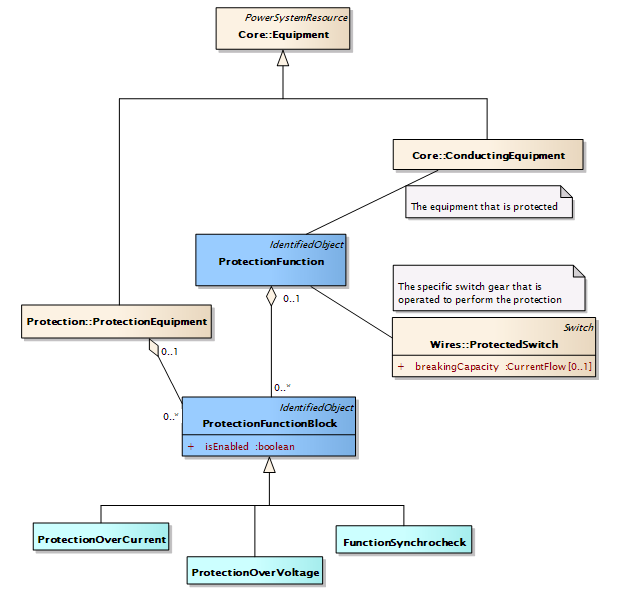 PowerSystemResource
Core::Equipment
Core::ConductingEquipment
The equipment that is protected
IdentifiedObject
ProtectionFunction
The specific switch gear that is
operated to perform the protection
0..1
Protection::ProtectionEquipment
Switch
Wires::ProtectedSwitch
0..1
+ breakingCapacity :CurrentFlow [0..1]
0..*
IdentifiedObject
0..*
ProtectionFunctionBlock
+ isEnabled :boolean
ProtectionOverCurrent
FunctionSynchrocheck
ProtectionOverVoltage